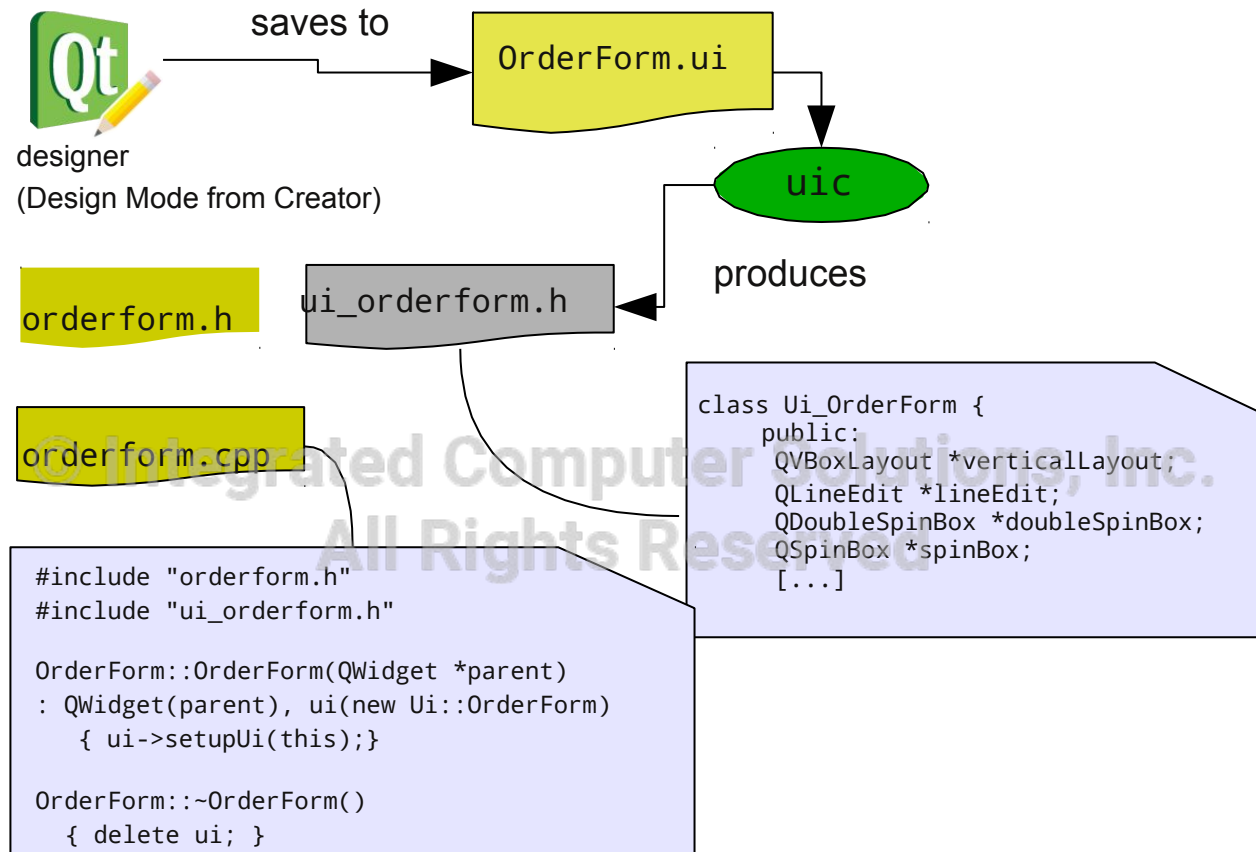 Qt
saves to
OrderForm.ui
designer
(Design Mode from Creator)
uic
produces
orderform.h
ui_orderform.h
orderform.cpp
class Ui_OrderForm {
public:
QVBoxLayout *verticalLayout;
QLineEdit *lineEdit;
QDoubleSpinBox *doubleSpinBox;
QSpinBox *spinBox;
[...]
© Integrated Computer Solutions, Inc.
All Rights Reserved
#include "orderform.h"
#include "ui_orderform.h"
OrderForm::OrderForm(QWidget *parent)
: QWidget(parent), ui(new Ui::OrderForm)
{ ui->setupUi(this);}
OrderForm::~OrderForm()
{ delete ui; }